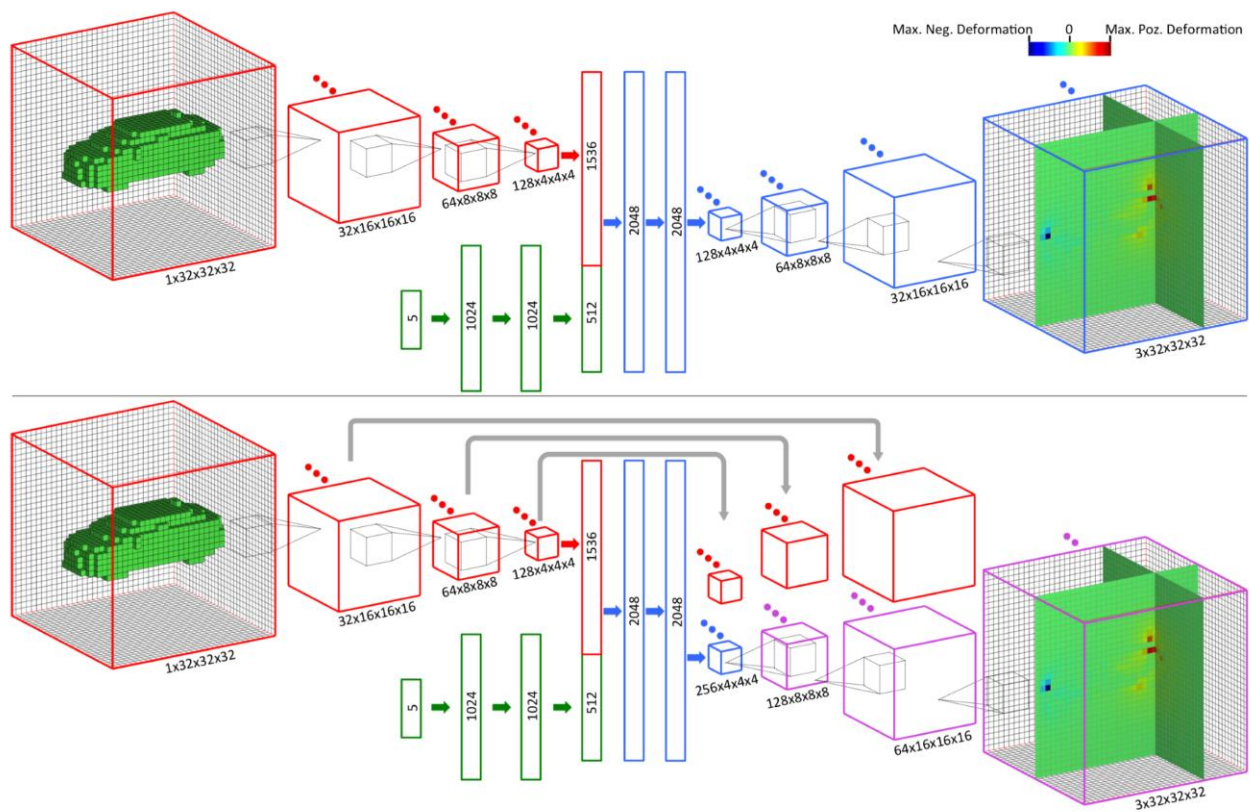 Max. Neg. Deformation 0 Max. Poz. Deformation
1x32x32x32
32x16x16x16
64x8x8x8
128x4x4x4
1536
512
5
1024
1024
2048
2048
128x4x4x4
64x8x8x8
32x16x16x16
3x32x32x32
1x32x32x32
32x16x16x16
64x8x8x8
128x4x4x4
1536
512
5
1024
1024
2048
2048
256x4x4x4
128x8x8x8
64x16x16x16
3x32x32x32